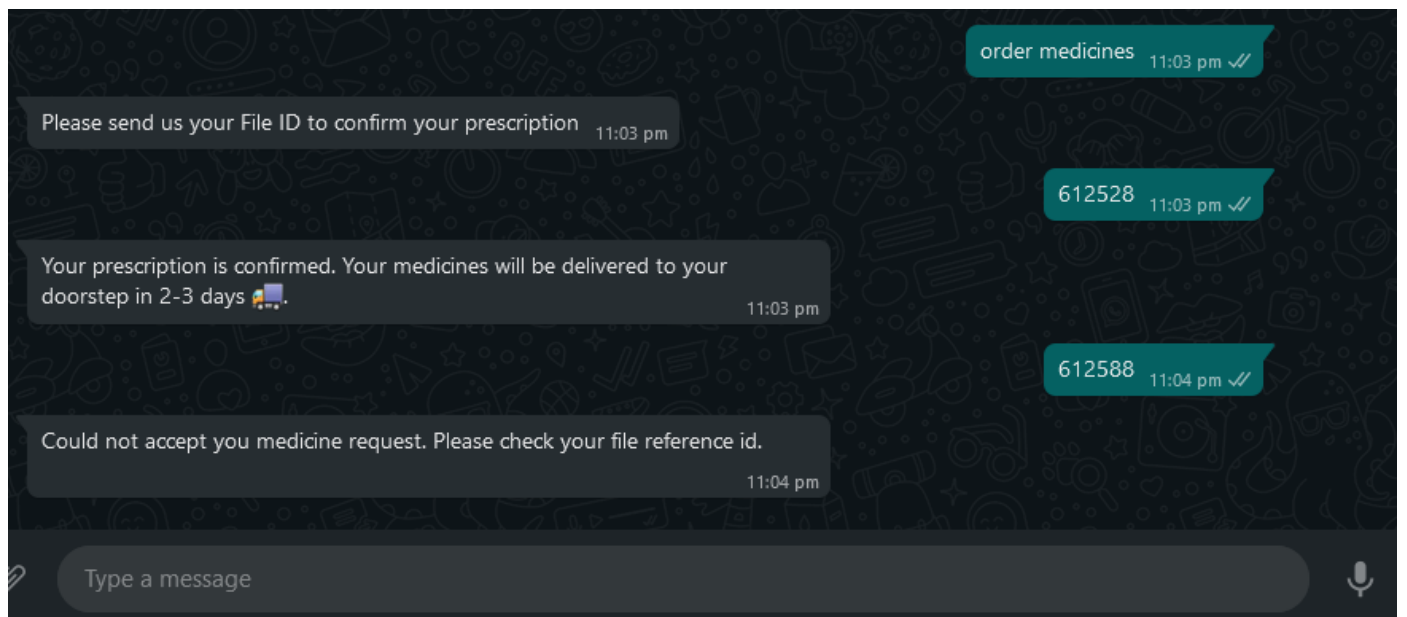 order medicines 11:03 pm
Please send us your File ID to confirm your prescription 11:03 pm
612528 11:03 pm
Your prescription is confirmed. Your medicines will be delivered to your
doorstep in 2-3 days 🚛.
11:03 pm
612588 11:04 pm
Could not accept you medicine request. Please check your file reference id.
11:04 pm
Type a message